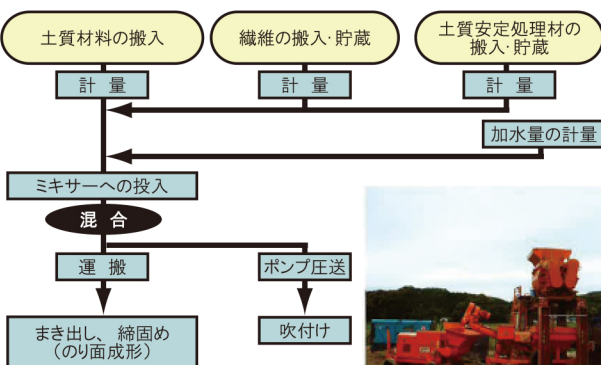 土質材料の搬入
繊維の搬入・貯蔵
土質安定処理材の
搬入・貯蔵
計 量
計 量
計 量
加水量の計量
ミキサーへの投入
混 合
運 搬
ポンプ圧送
まき出し、締固め
(のり面成形)
吹付け